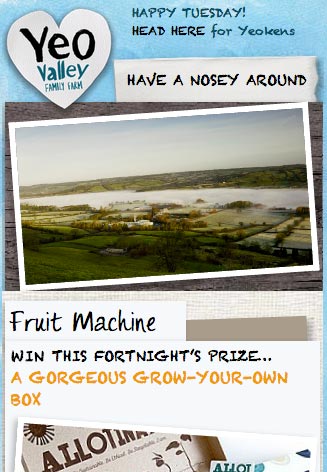 Yeo
Valley
FAMILY FARM
HAPPY TUESDAY!
HEAD HERE for Yeokens
HAVE A NOSEY AROUND
Fruit Machine
WIN THIS FORTNIGHT'S PRIZE...
A GORGEOUS GROW-YOUR-OWN
BOX